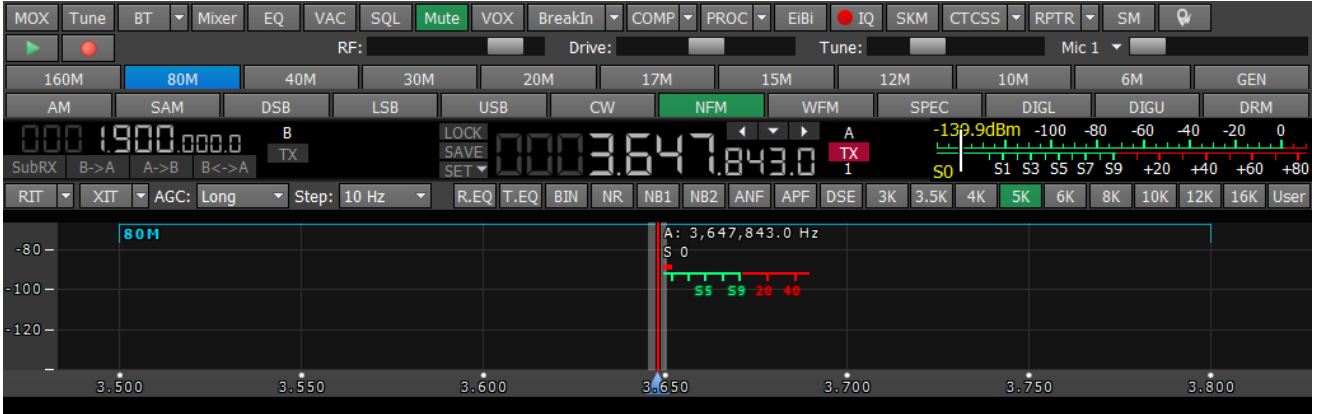 MOX Tune BT Mixer EQ VAC SQL Mute VOX BreakIn COMP PROC EiBi IQ SKM CTCSS RPTR SM
RF: Drive: Tune: Mic 1
160M 80M 40M 30M 20M 17M 15M 12M 10M 6M GEN
AM SAM DSB LSB USB CW NFM WFM SPEC DIGL DIGU DRM
000 1.900.000.0 B LOCK 000 3.647.843.0 A -139.9dBm -100 -80 -60 -40 -20 0
TX SAVE TX
SubRX B->A A->B B<->A SET 1 S0 S1 S3 S5 S7 S9 +20 +40 +60 +80
RIT XIT AGC: Long Step: 10 Hz R.EQ T.EQ BIN NR NB1 NB2 ANF APF DSE 3K 3.5K 4K 5K 6K 8K 10K 12K 16K User
80M A: 3,647,843.0 Hz
-80 S 0
-100 S5 S9 20 40
-120
3.500 3.550 3.600 3.650 3.700 3.750 3.800